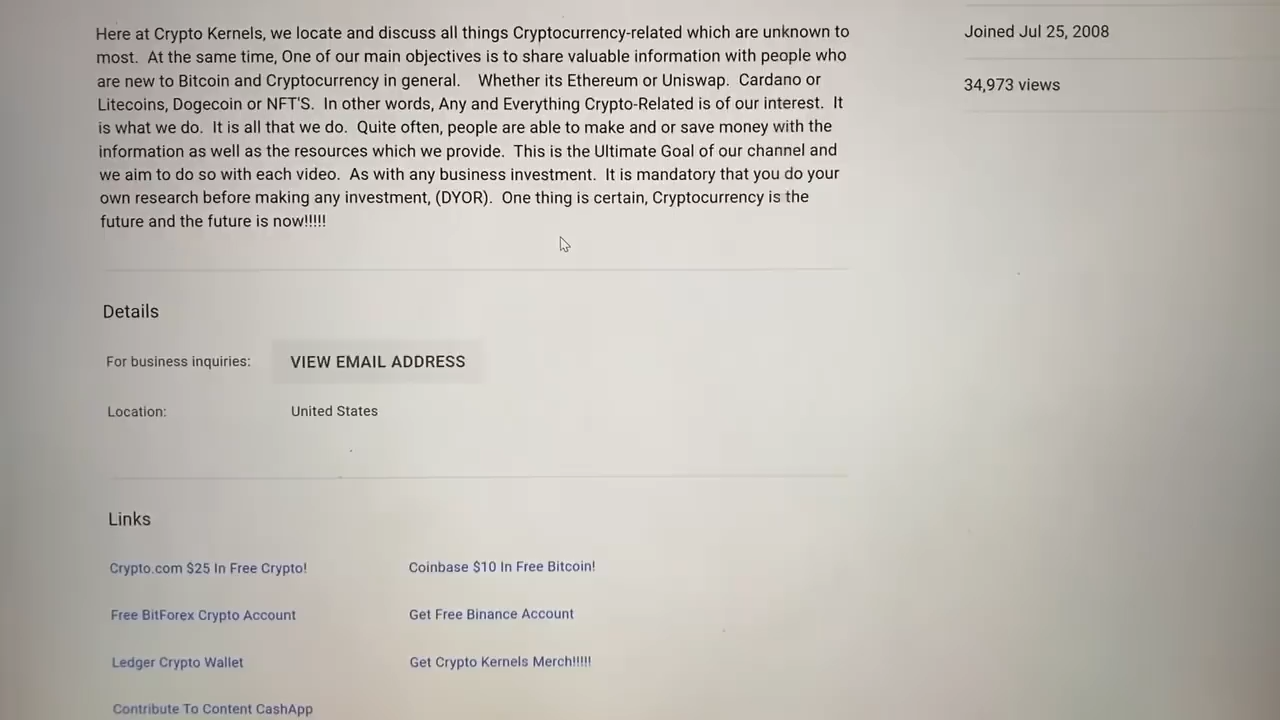 Here at Crypto Kernels, we locate and discuss all things Cryptocurrency-related which are unknown to
most. At the same time, One of our main objectives is to share valuable information with people who
are new to Bitcoin and Cryptocurrency in general. Whether its Ethereum or Uniswap. Cardano or
Litecoins, Dogecoin or NFT'S. In other words, Any and Everything Crypto-Related is of our interest. It
is what we do. It is all that we do. Quite often, people are able to make and or save money with the
information as well as the resources which we provide. This is the Ultimate Goal of our channel and
we aim to do so with each video. As with any business investment. It is mandatory that you do your
own research before making any investment, (DYOR). One thing is certain, Cryptocurrency is the
future and the future is now!!!!!
Joined Jul 25, 2008
34,973 views
Details
For business inquiries: VIEW EMAIL ADDRESS
Location: United States
Links
Crypto.com $25 In Free Crypto! Coinbase $10 In Free Bitcoin!
Free BitForex Crypto Account Get Free Binance Account
Ledger Crypto Wallet Get Crypto Kernels Merch!!!!!
Contribute To Content CashApp